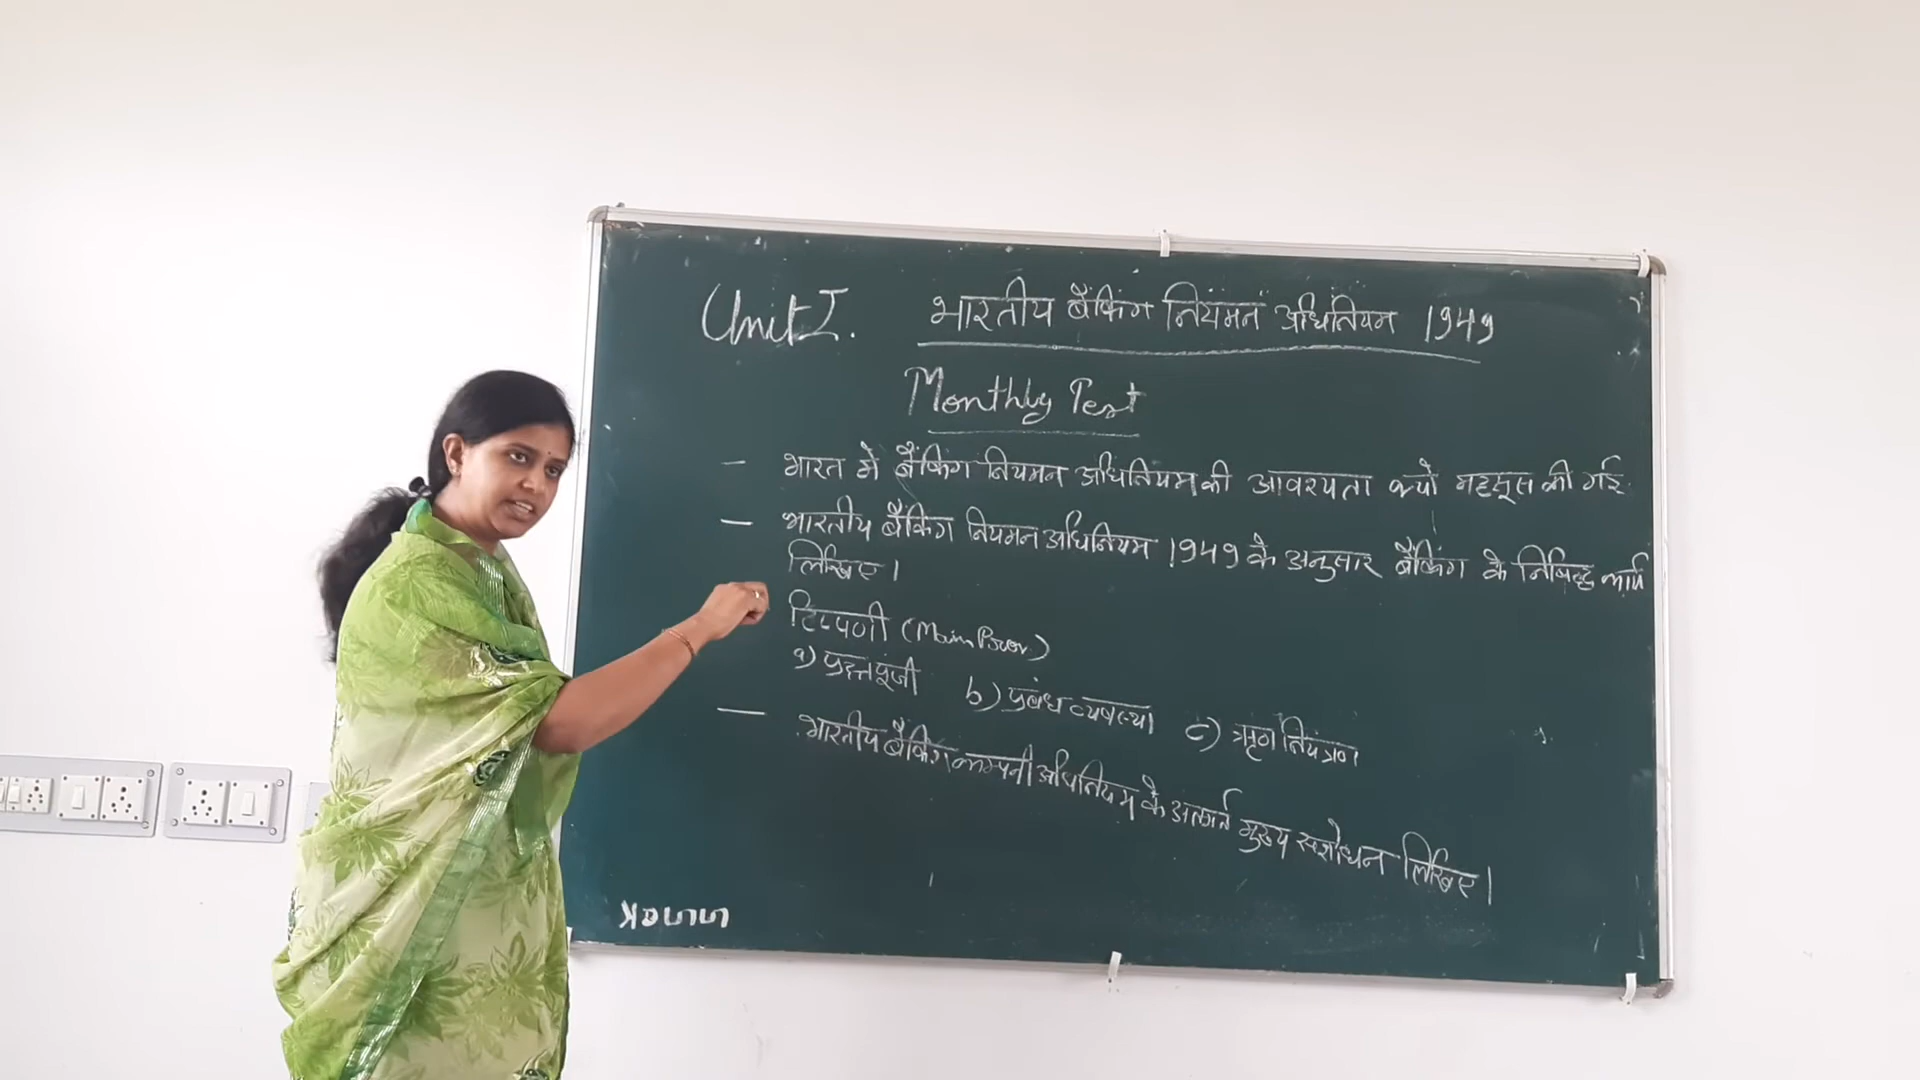 Unit I. भारतीय बैंकिंग नियमन अधिनियम 1949
Monthly Test
— भारत में बैंकिंग नियमन अधिनियम की आवश्यता क्यों महसूस की गई
— भारतीय बैंकिंग नियमन अधिनियम 1949 के अनुसार बैंकिंग के निषिद्ध कार्य
लिखिए।
टिप्पणी (Main
a) प्रदत्त पूंजी b) प्रबंध व्यवस्था c) ऋण नियंत्रण
— भारतीय बैंकिंग कम्पनी अधिनियम के अन्तर्गत मुख्य संशोधन लिखिए।